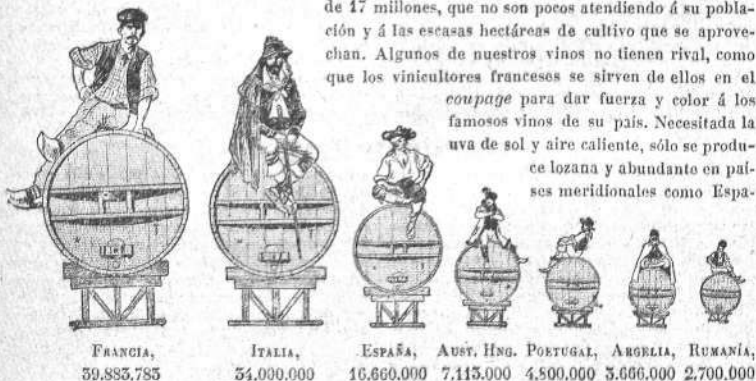 de 17 millones, que no son pocos atendiendo á su pobla-
ción y á las escasas hectáreas de cultivo que se aprove-
chan. Algunos de nuestros vinos no tienen rival, como
que los vinicultores franceses se sirven de ellos en el
coupage para dar fuerza y color á los
famosos vinos de su país. Necesitada la
uva de sol y aire caliente, sólo se produ-
ce lozana y abundante en paí-
ses meridionales como Espa-
FRANCIA, ITALIA, ESPAÑA, AUST. HNG. PORTUGAL, ARGELIA, RUMANÍA,
39.883.783 34.000.000 16.660.000 7.113.000 4.800.000 3.666.000 2.700.000